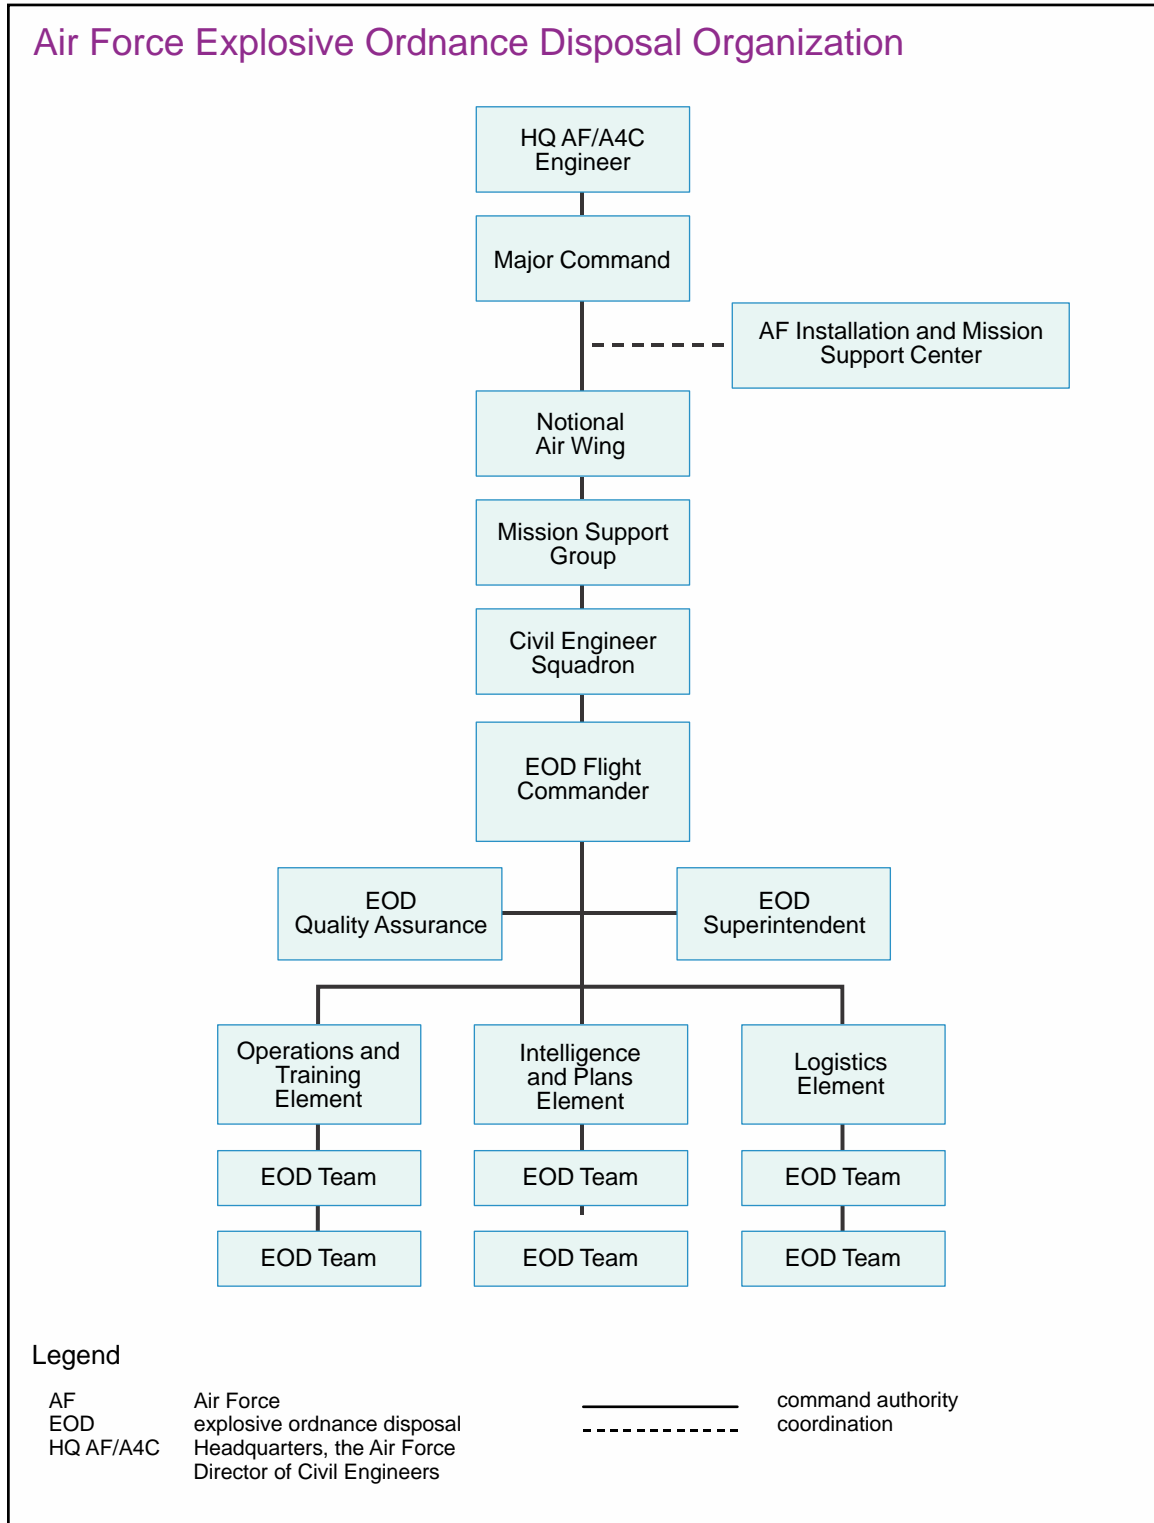 Air Force Explosive Ordnance Disposal Organization
HQ AF/A4C
Engineer
Major Command
AF Installation and Mission
Support Center
Notional
Air Wing
Mission Support
Group
Civil Engineer
Squadron
EOD Flight
Commander
EOD
Quality Assurance
EOD
Superintendent
Operations and
Training
Element
Intelligence
and Plans
Element
Logistics
Element
EOD Team
EOD Team
EOD Team
EOD Team
EOD Team
EOD Team
Legend
AF Air Force
EOD explosive ordnance disposal
HQ AF/A4C Headquarters, the Air Force
Director of Civil Engineers
command authority
coordination